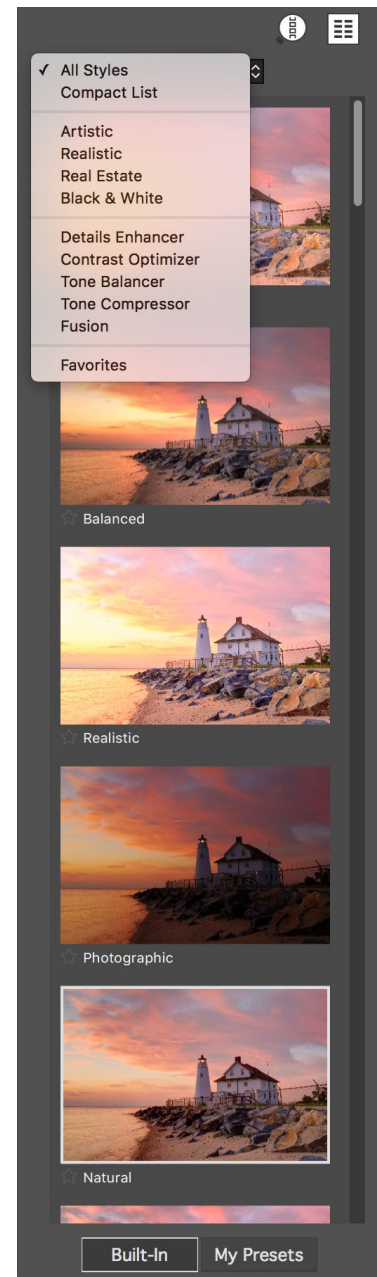 ✓ All Styles
Compact List
Artistic
Realistic
Real Estate
Black & White
Details Enhancer
Contrast Optimizer
Tone Balancer
Tone Compressor
Fusion
Favorites
Balanced
Realistic
Photographic
Natural
Built-In
My Presets